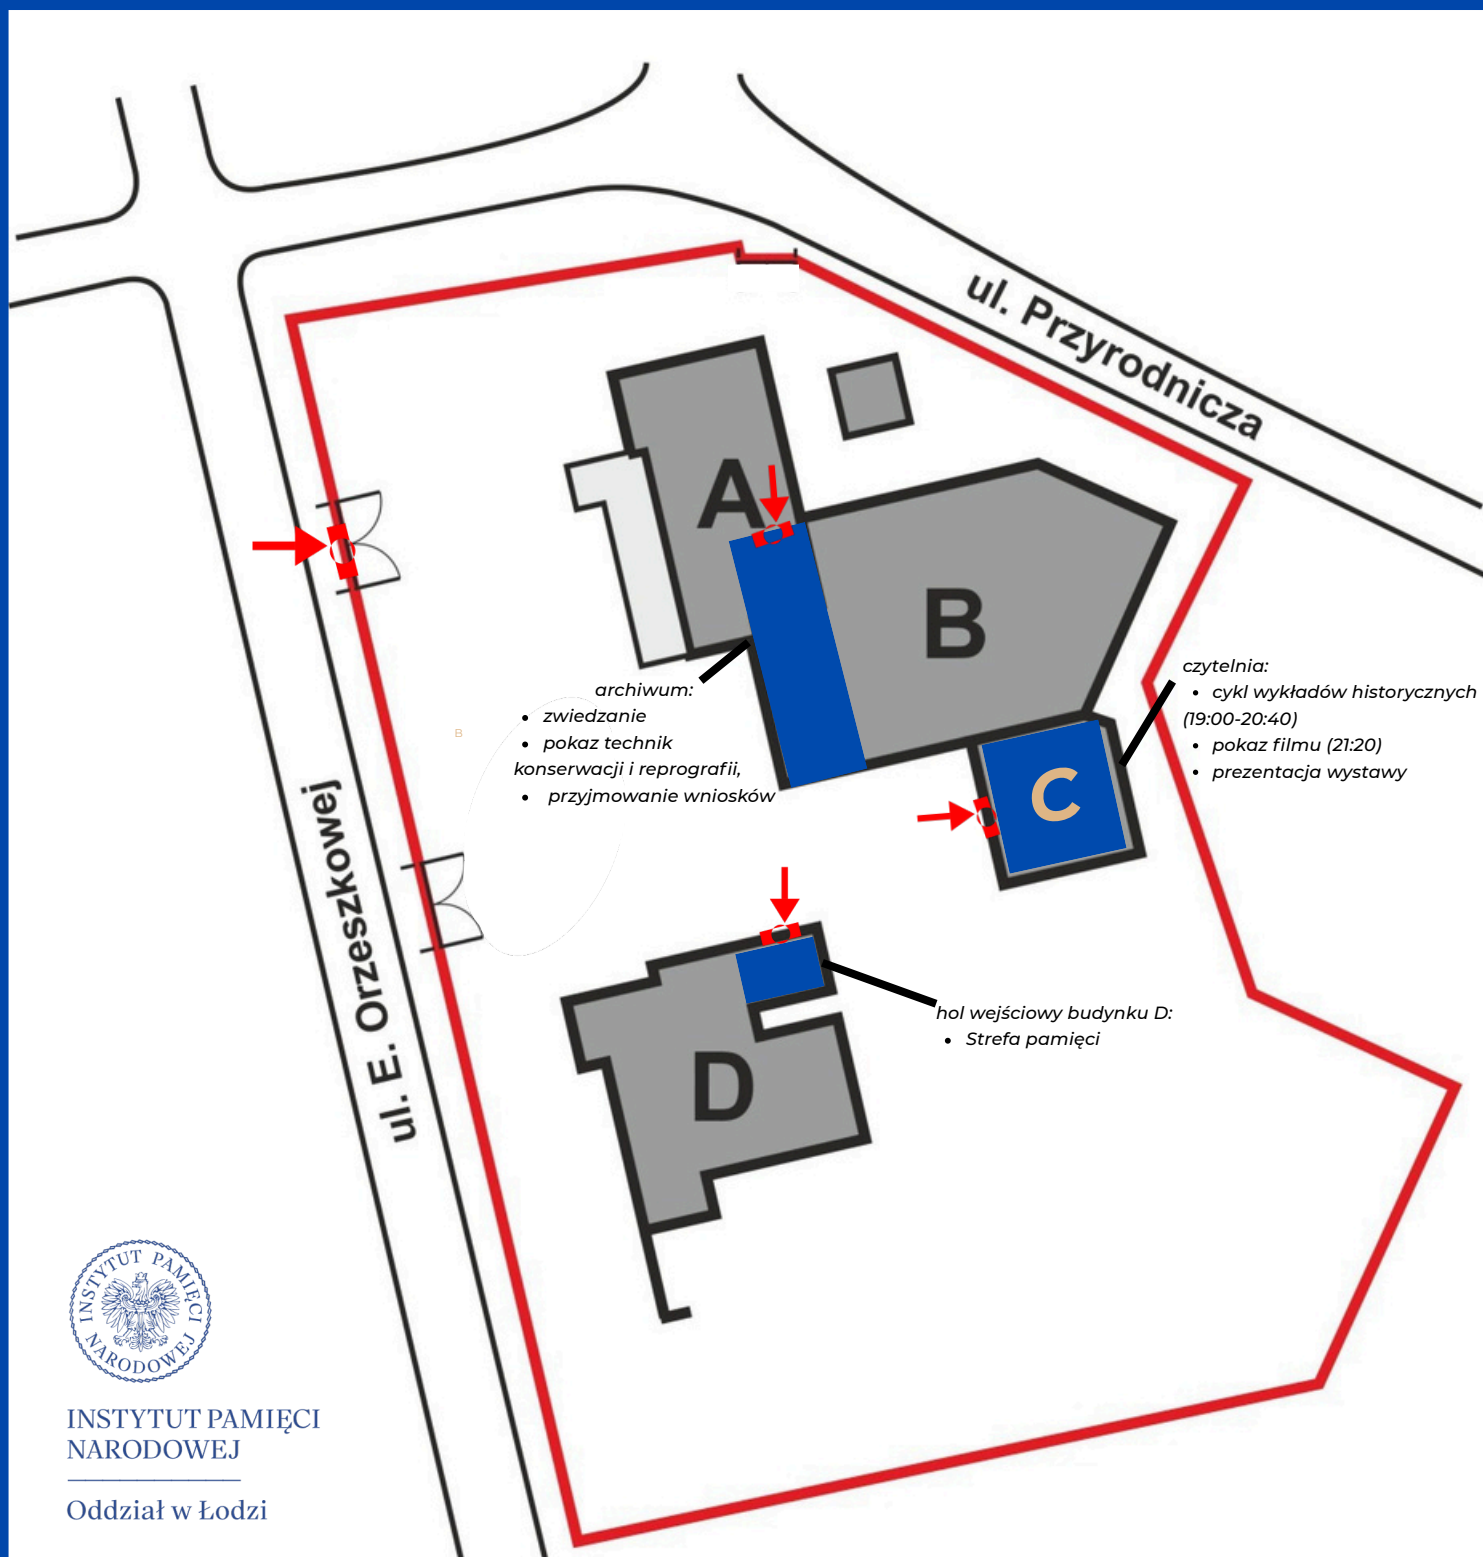 ul. Przyrodnicza
A
B
czytelnia:
• cykl wykładów historycznych
(19:00-20:40)
• pokaz filmu (21:20)
• prezentacja wystawy
archiwum:
• zwiedzanie
• pokaz technik
konserwacji i reprografii,
• przyjmowanie wniosków
B
C
ul. E. Orzeszkowej
hol wejściowy budynku D:
• Strefa pamięci
D
INSTYTUT PAMIĘCI NARODOWEJ
INSTYTUT PAMIĘCI
NARODOWEJ
Oddział w Łodzi